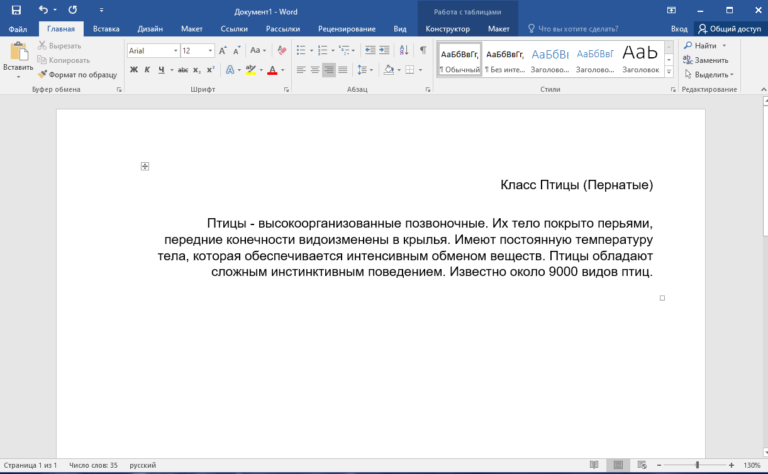 Документ1 - Word
Работа с таблицами
Файл Главная Вставка Дизайн Макет Ссылки Рассылки Рецензирование Вид Конструктор Макет Что вы хотите сделать? Вход Общий доступ
Вставить
Вырезать
Копировать
Формат по образцу
Буфер обмена
Arial 12 Aa
Ж К Ч abc x₂ x²
Шрифт
Абзац
АаБбВвГг, АаБбВвГг, АаБбВв АаБбВвГ АаБ
¶ Обычный ¶ Без инте... Заголово... Заголово... Заголовок
Стили
Найти
Заменить
Выделить
Редактирование
Класс Птицы (Пернатые)
Птицы - высокоорганизованные позвоночные. Их тело покрыто перьями,
передние конечности видоизменены в крылья. Имеют постоянную температуру
тела, которая обеспечивается интенсивным обменом веществ. Птицы обладают
сложным инстинктивным поведением. Известно около 9000 видов птиц.
Страница 1 из 1 Число слов: 35 русский 130%